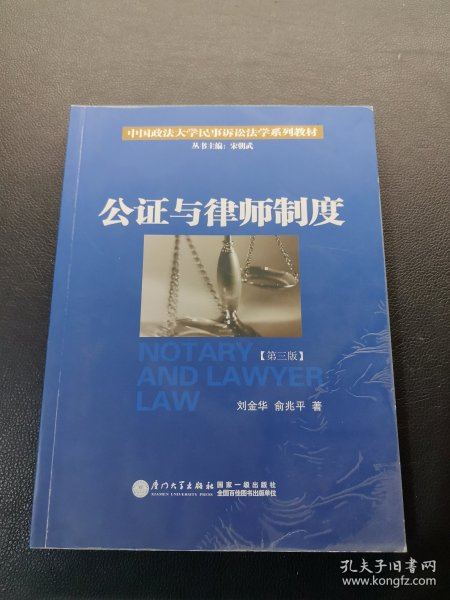 中国政法大学民事诉讼法学系列教材
丛书主编：宋朝武
公证与律师制度
NOTARY
【第三版】
AND LAWYER
LAW
刘金华 俞兆平 著
厦门大学出版社
XIAMEN UNIVERSITY PRESS
国家一级出版社
全国百佳图书出版单位
孔夫子旧书网
www.kongfz.com